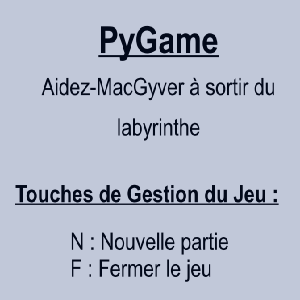 PyGame
Aidez-MacGyver à sortir du
labyrinthe
Touches de Gestion du Jeu :
N : Nouvelle partie
F : Fermer le jeu